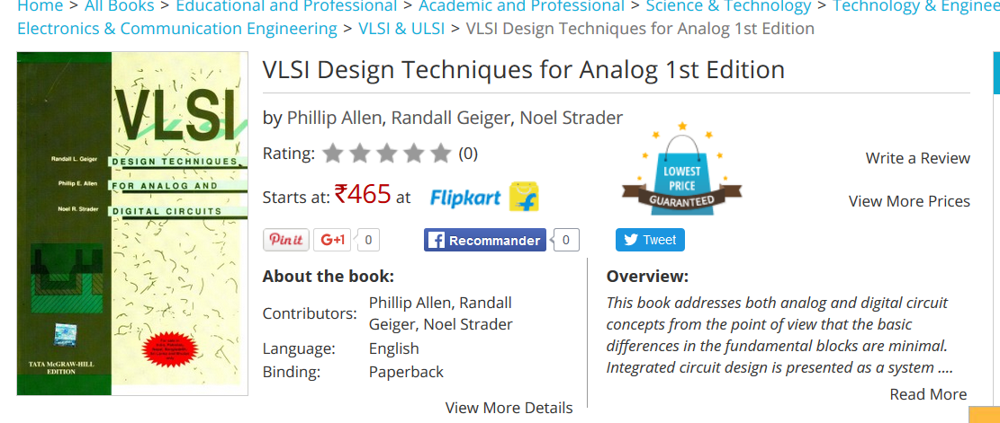 Home > All Books > Educational and Professional > Academic and Professional > Science & Technology > Technology & Enginee
Electronics & Communication Engineering > VLSI & ULSI > VLSI Design Techniques for Analog 1st Edition
VLSI Design Techniques for Analog 1st Edition
by Phillip Allen, Randall Geiger, Noel Strader
Rating: (0)
Starts at: ₹465 at Flipkart
LOWEST
PRICE
GUARANTEED
Write a Review
View More Prices
Pin it G+1 0 Recommander 0 Tweet
About the book:
Contributors: Phillip Allen, Randall
Geiger, Noel Strader
Language: English
Binding: Paperback
View More Details
Overview:
This book addresses both analog and digital circuit
concepts from the point of view that the basic
differences in the fundamental blocks are minimal.
Integrated circuit design is presented as a system ....
Read More
VLSI
Randall L. Geiger
DESIGN TECHNIQUES
Phillip E. Allen
FOR ANALOG AND
Noel R. Strader
DIGITAL CIRCUITS
TATA McGRAW-HILL
EDITION